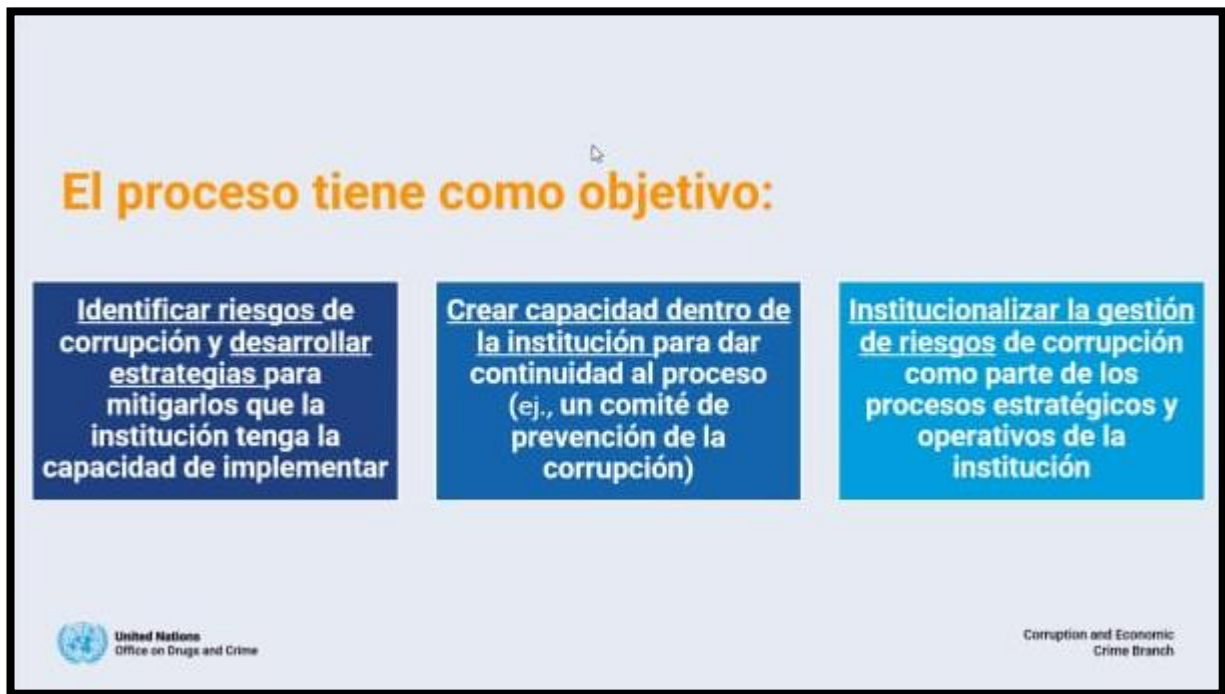 El proceso tiene como objetivo:
Identificar riesgos de
corrupción y desarrollar
estrategias para
mitigarlos que la
institución tenga la
capacidad de implementar
Crear capacidad dentro de
la institución para dar
continuidad al proceso
(ej., un comité de
prevención de la
corrupción)
Institucionalizar la gestión
de riesgos de corrupción
como parte de los
procesos estratégicos y
operativos de la
institución
United Nations
Office on Drugs and Crime
Corruption and Economic
Crime Branch